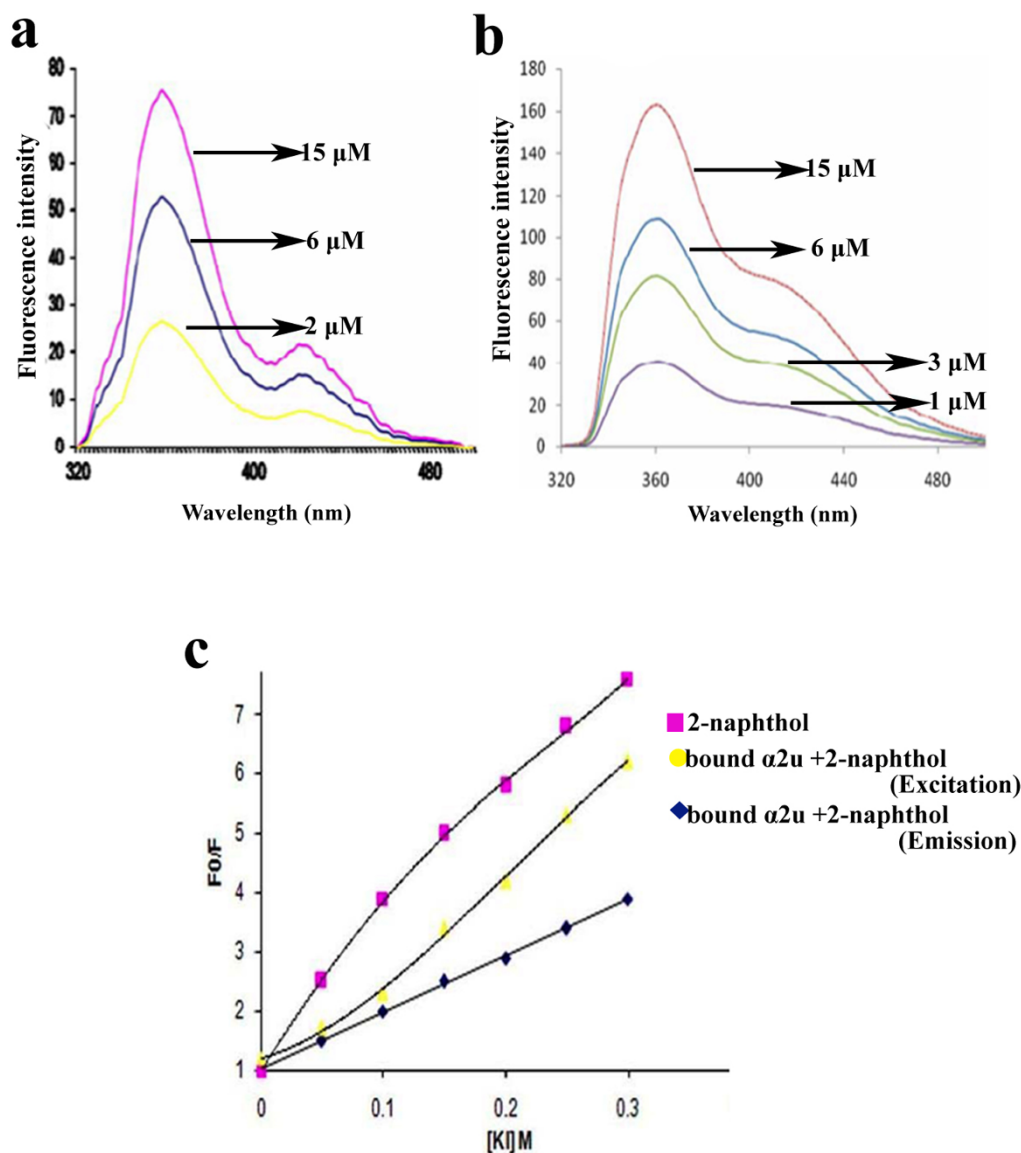 a
80
70
60
50
40
30
20
10
0
Fluorescence intensity
15 µM
6 µM
2 µM
320
400
480
Wavelength (nm)
b
180
160
140
120
100
80
60
40
20
0
Fluorescence intensity
15 µM
6 µM
3 µM
1 µM
320
360
400
440
480
Wavelength (nm)
c
7
6
5
4
3
2
1
F0/F
0
0.1
0.2
0.3
[KI]M
2-naphthol
bound α2u +2-naphthol
(Excitation)
bound α2u +2-naphthol
(Emission)